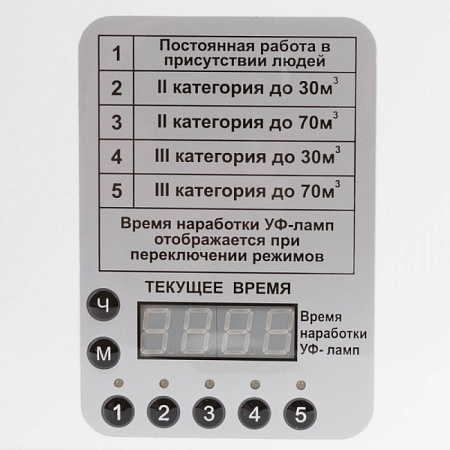 1 Постоянная работа в
присутствии людей
2 II категория до 30м³
3 II категория до 70м³
4 III категория до 30м³
5 III категория до 70м³
Время наработки УФ-ламп
отображается при
переключении режимов
ТЕКУЩЕЕ ВРЕМЯ
Ч
Время
наработки
УФ- ламп
М
1 2 3 4 5